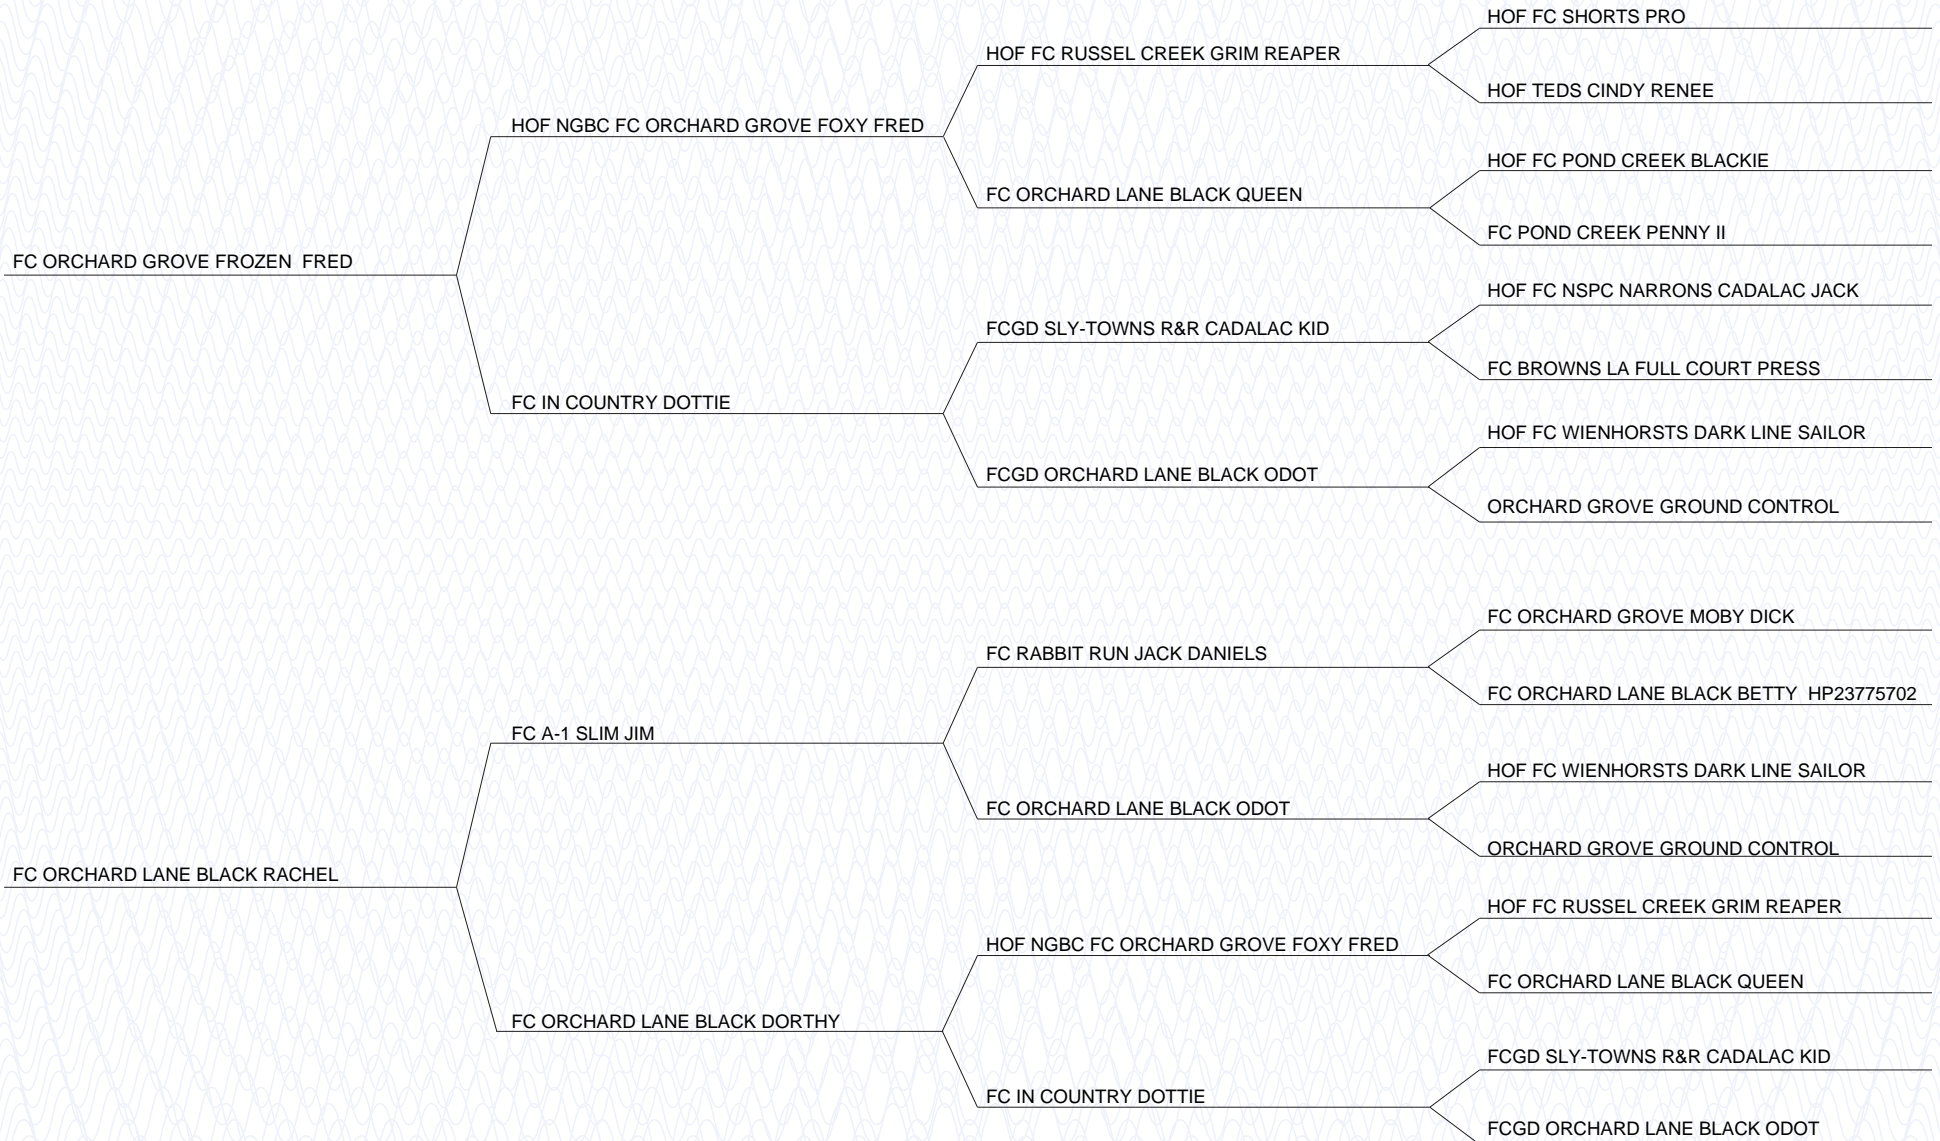 HOF FC SHORTS PRO
HOF FC RUSSEL CREEK GRIM REAPER
HOF TEDS CINDY RENEE
HOF NGBC FC ORCHARD GROVE FOXY FRED
HOF FC POND CREEK BLACKIE
FC ORCHARD LANE BLACK QUEEN
FC POND CREEK PENNY II
FC ORCHARD GROVE FROZEN  FRED
HOF FC NSPC NARRONS CADALAC JACK
FCGD SLY-TOWNS R&R CADALAC KID
FC BROWNS LA FULL COURT PRESS
FC IN COUNTRY DOTTIE
HOF FC WIENHORSTS DARK LINE SAILOR
FCGD ORCHARD LANE BLACK ODOT
ORCHARD GROVE GROUND CONTROL
FC ORCHARD GROVE MOBY DICK
FC RABBIT RUN JACK DANIELS
FC ORCHARD LANE BLACK BETTY  HP23775702
FC A-1 SLIM JIM
HOF FC WIENHORSTS DARK LINE SAILOR
FC ORCHARD LANE BLACK ODOT
ORCHARD GROVE GROUND CONTROL
FC ORCHARD LANE BLACK RACHEL
HOF FC RUSSEL CREEK GRIM REAPER
HOF NGBC FC ORCHARD GROVE FOXY FRED
FC ORCHARD LANE BLACK QUEEN
FC ORCHARD LANE BLACK DORTHY
FCGD SLY-TOWNS R&R CADALAC KID
FC IN COUNTRY DOTTIE
FCGD ORCHARD LANE BLACK ODOT